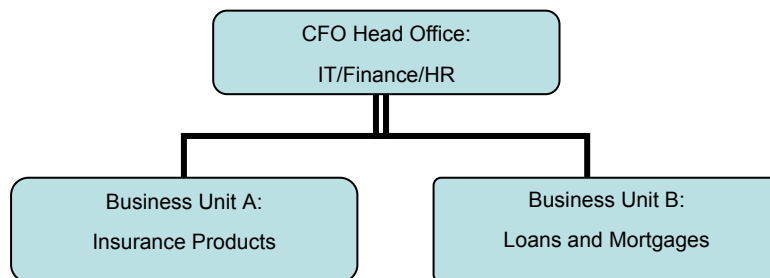 CFO Head Office:
IT/Finance/HR
Business Unit A:
Insurance Products
Business Unit B:
Loans and Mortgages